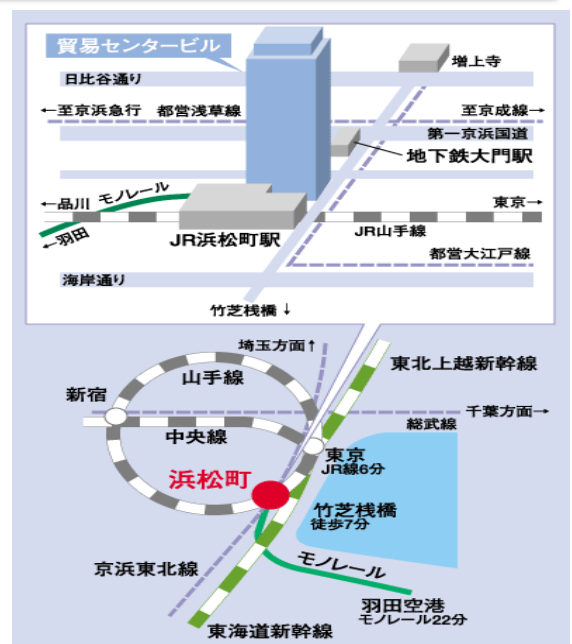 貿易センタービル
増上寺
日比谷通り
←至京浜急行 都営浅草線 至京成線→
第一京浜国道
地下鉄大門駅
←品川 モノレール 東京→
←羽田
JR浜松町駅 JR山手線
都営大江戸線
海岸通り
竹芝桟橋↓
埼玉方面↑
東北上越新幹線
山手線
新宿
千葉方面→
中央線 総武線
東京
JR線6分
浜松町
竹芝桟橋
徒歩7分
京浜東北線
モノレール
羽田空港
モノレール22分
東海道新幹線